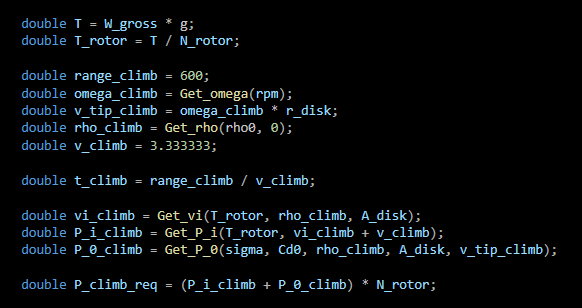 double T = W_gross * g;
double T_rotor = T / N_rotor;
double range_climb = 600;
double omega_climb = Get_omega(rpm);
double v_tip_climb = omega_climb * r_disk;
double rho_climb = Get_rho(rho0, 0);
double v_climb = 3.333333;
double t_climb = range_climb / v_climb;
double vi_climb = Get_vi(T_rotor, rho_climb, A_disk);
double P_i_climb = Get_P_i(T_rotor, vi_climb + v_climb);
double P_0_climb = Get_P_0(sigma, Cd0, rho_climb, A_disk, v_tip_climb);
double P_climb_req = (P_i_climb + P_0_climb) * N_rotor;